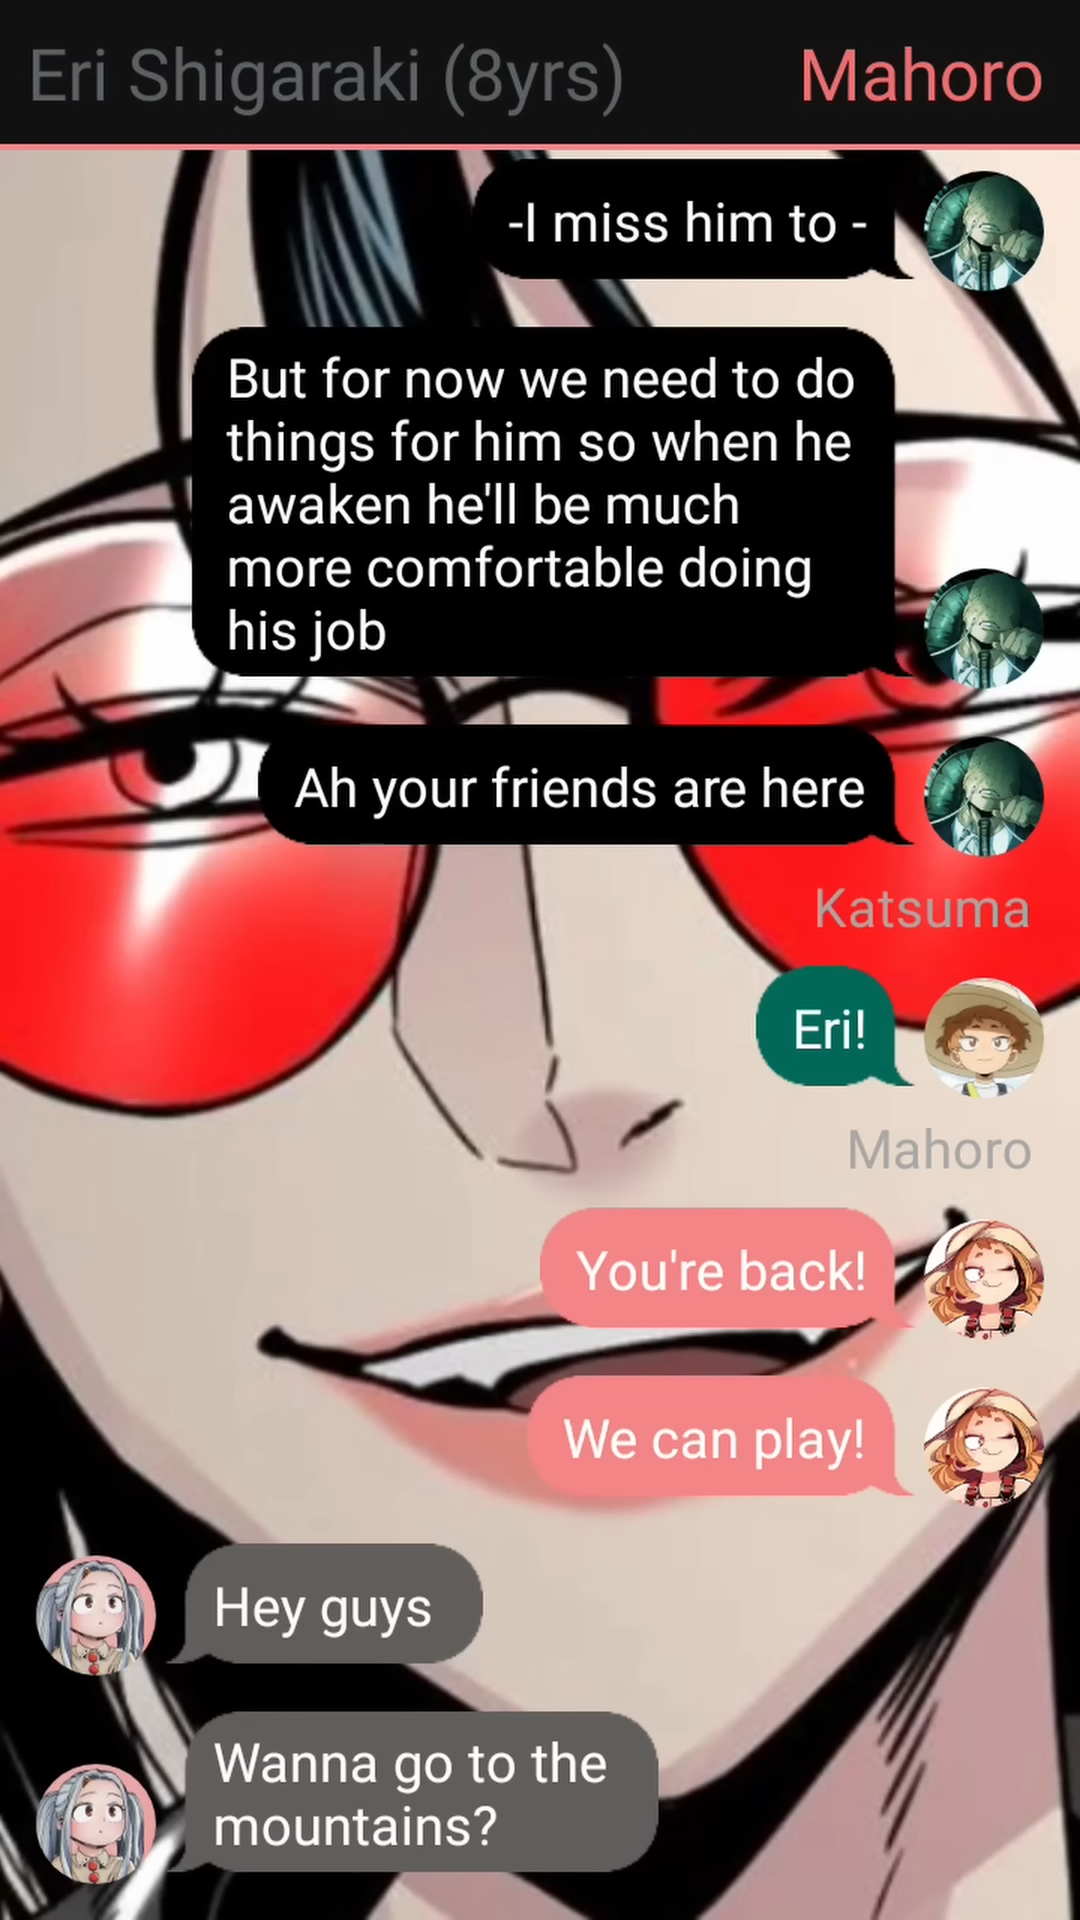 Eri Shigaraki (8yrs) Mahoro
-I miss him to -
But for now we need to do
things for him so when he
awaken he'll be much
more comfortable doing
his job
Ah your friends are here
Katsuma
Eri!
Mahoro
You're back!
We can play!
Hey guys
Wanna go to the
mountains?